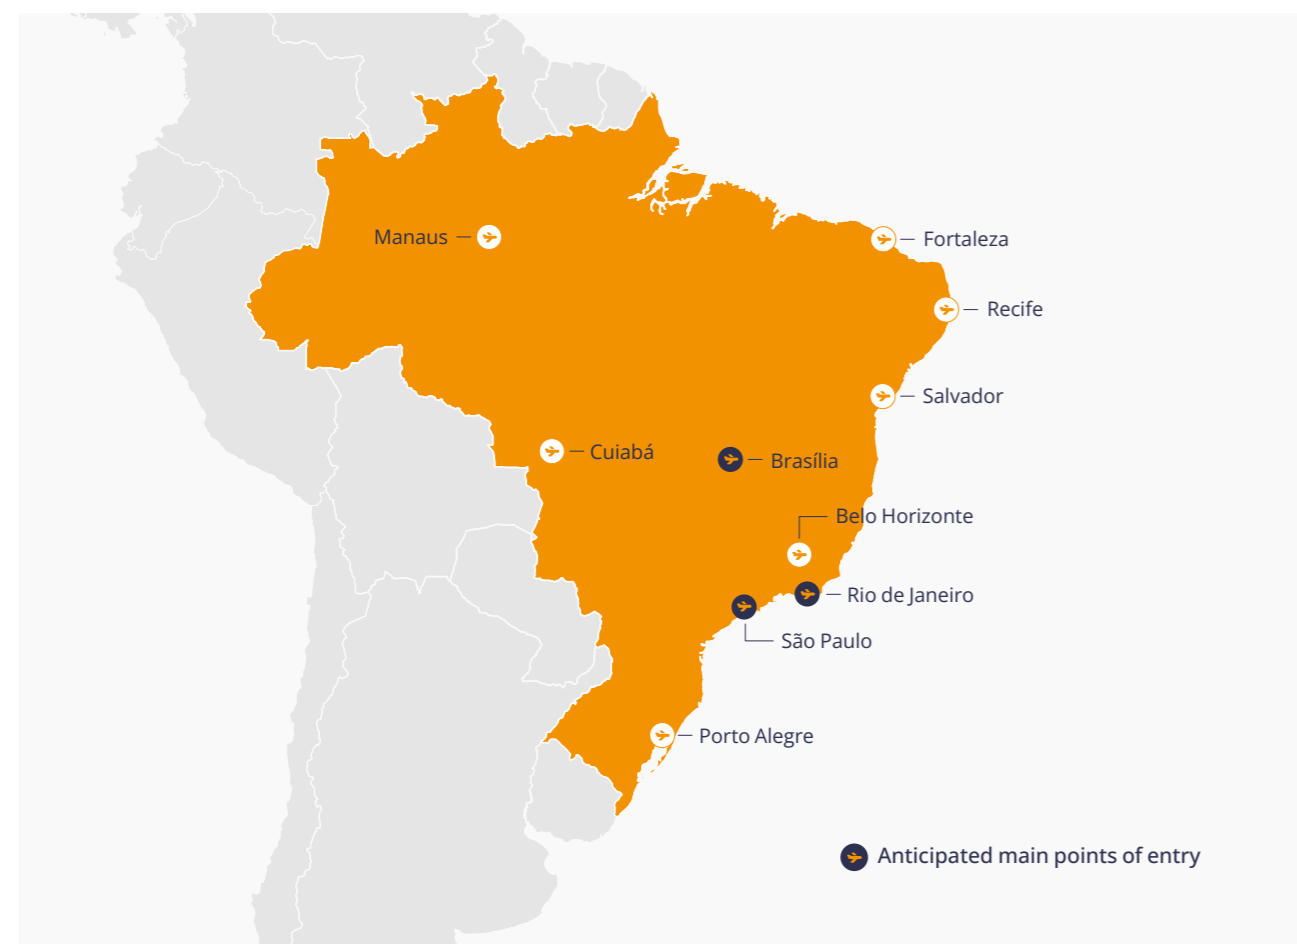 Manaus
Fortaleza
Recife
Salvador
Cuiabá
Brasília
Belo Horizonte
Rio de Janeiro
São Paulo
Porto Alegre
Anticipated main points of entry